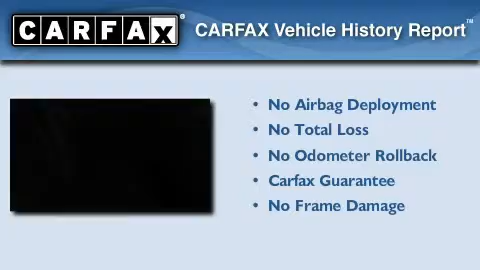 CARFAX® CARFAX Vehicle History Report™
• No Airbag Deployment
• No Total Loss
• No Odometer Rollback
• Carfax Guarantee
• No Frame Damage